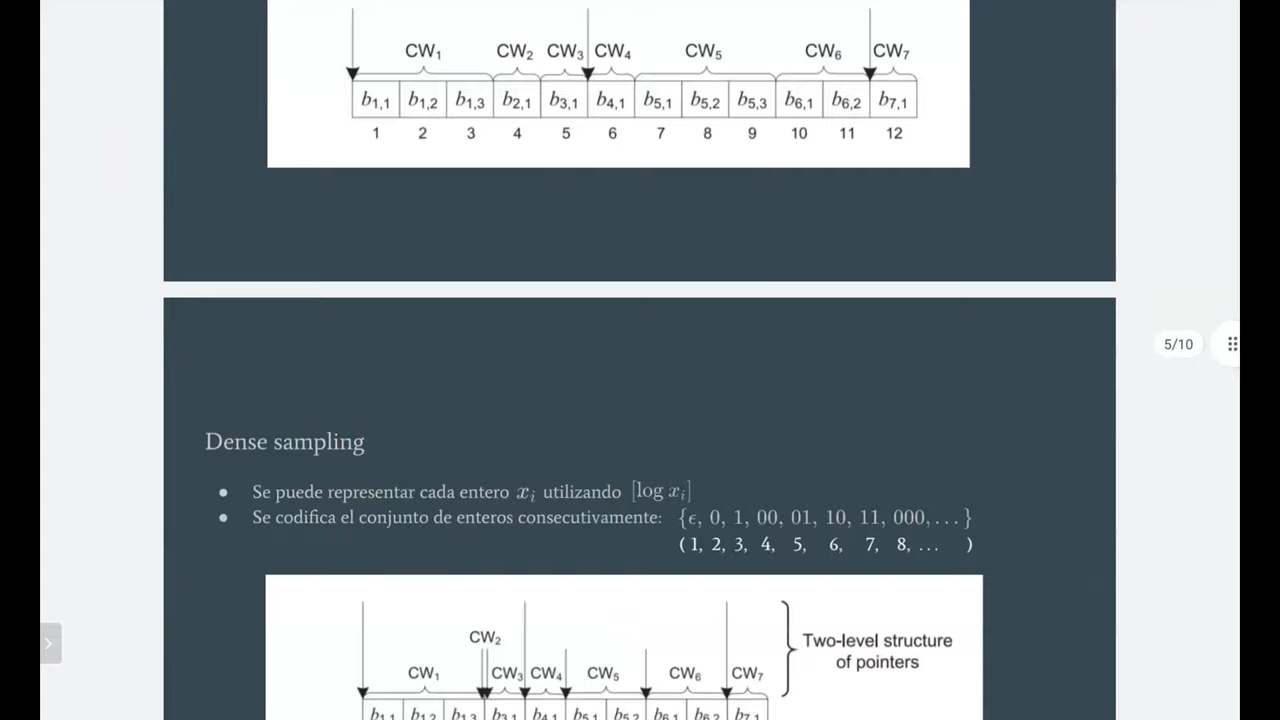 CW₁ CW₂ CW₃ CW₄ CW₅ CW₆ CW₇
b₁,₁ b₁,₂ b₁,₃ b₂,₁ b₃,₁ b₄,₁ b₅,₁ b₅,₂ b₅,₃ b₆,₁ b₆,₂ b₇,₁
1 2 3 4 5 6 7 8 9 10 11 12
5/10
Dense sampling
● Se puede representar cada entero xᵢ utilizando [log xᵢ]
● Se codifica el conjunto de enteros consecutivamente: {ϵ, 0, 1, 00, 01, 10, 11, 000, ... }
( 1, 2, 3, 4, 5, 6, 7, 8, ... )
CW₂
Two-level structure
of pointers
CW₁ CW₃ CW₄ CW₅ CW₆ CW₇
b₁,₁ b₁,₂ b₁,₃ b₃,₁ b₄,₁ b₅,₁ b₅,₂ b₆,₁ b₆,₂ b₇,₁